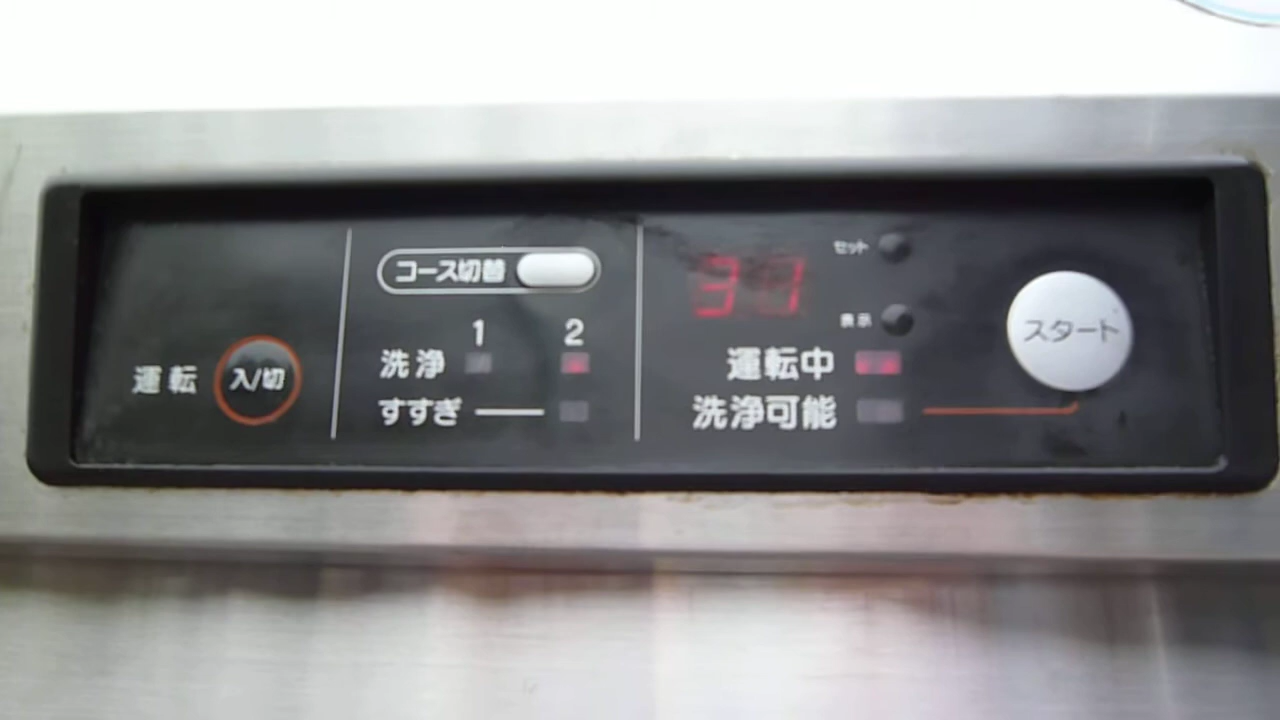 運転 入/切
コース切替
1 2
洗浄
すすぎ
31
セット
表示
運転中
洗浄可能
スタート